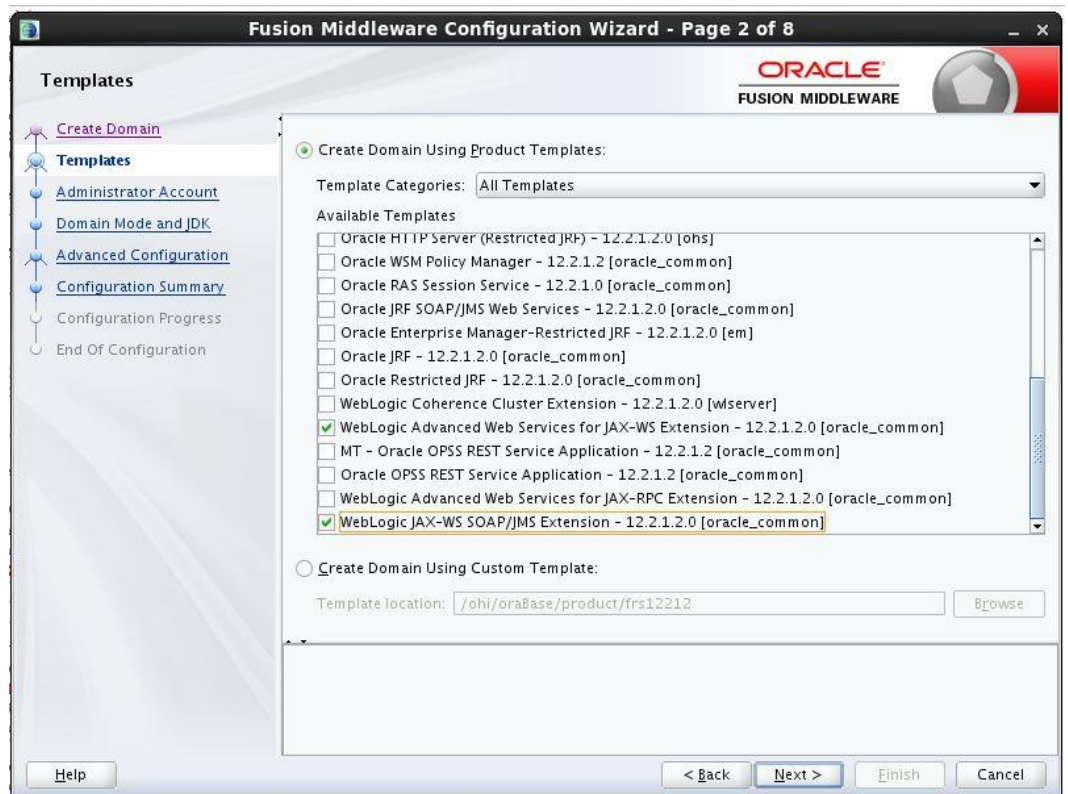 Fusion Middleware Configuration Wizard - Page 2 of 8
Templates
ORACLE
FUSION MIDDLEWARE
Create Domain
Templates
Administrator Account
Domain Mode and JDK
Advanced Configuration
Configuration Summary
Configuration Progress
End Of Configuration
Create Domain Using Product Templates:
Template Categories: All Templates
Available Templates
Oracle HTTP Server (Restricted JRF) - 12.2.1.2.0 [ohs]
Oracle WSM Policy Manager - 12.2.1.2 [oracle_common]
Oracle RAS Session Service - 12.2.1.0 [oracle_common]
Oracle JRF SOAP/JMS Web Services - 12.2.1.2.0 [oracle_common]
Oracle Enterprise Manager-Restricted JRF - 12.2.1.2.0 [em]
Oracle JRF - 12.2.1.2.0 [oracle_common]
Oracle Restricted JRF - 12.2.1.2.0 [oracle_common]
WebLogic Coherence Cluster Extension - 12.2.1.2.0 [wlserver]
WebLogic Advanced Web Services for JAX-WS Extension - 12.2.1.2.0 [oracle_common]
MT - Oracle OPSS REST Service Application - 12.2.1.2 [oracle_common]
Oracle OPSS REST Service Application - 12.2.1.2 [oracle_common]
WebLogic Advanced Web Services for JAX-RPC Extension - 12.2.1.2.0 [oracle_common]
WebLogic JAX-WS SOAP/JMS Extension - 12.2.1.2.0 [oracle_common]
Create Domain Using Custom Template:
Template location: /ohi/oraBase/product/frs12212 Browse
Help < Back Next > Finish Cancel